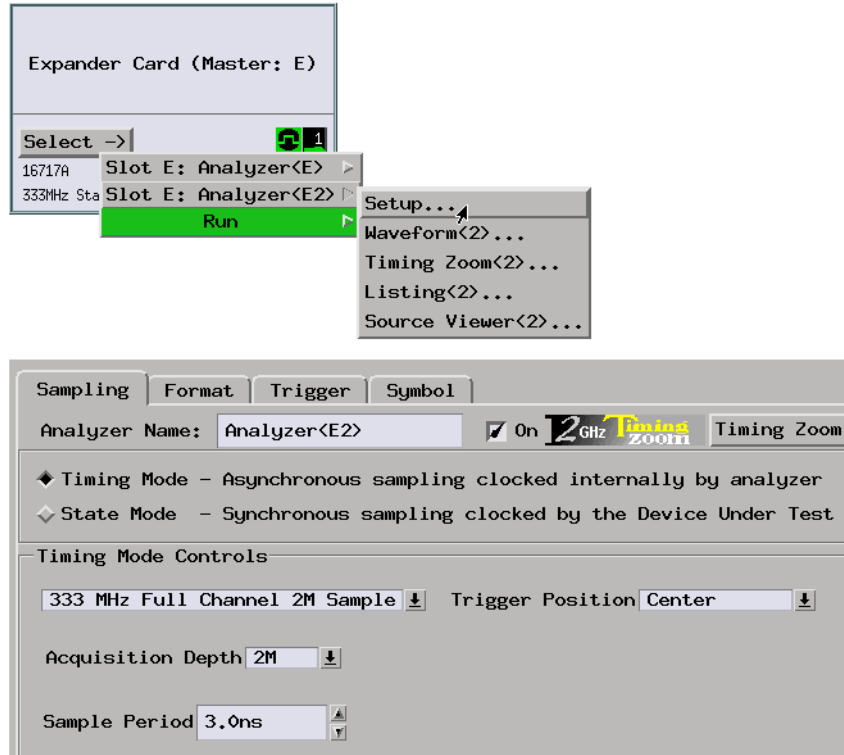 Expander Card (Master: E)
Select ->
1
16717A
Slot E: Analyzer<E>
333MHz Sta
Slot E: Analyzer<E2>
Run
Setup...
Waveform<2>...
Timing Zoom<2>...
Listing<2>...
Source Viewer<2>...
Sampling Format Trigger Symbol
Analyzer Name: Analyzer<E2> On 2GHz Timing zoom Timing Zoom
Timing Mode - Asynchronous sampling clocked internally by analyzer
State Mode - Synchronous sampling clocked by the Device Under Test
Timing Mode Controls
333 MHz Full Channel 2M Sample Trigger Position Center
Acquisition Depth 2M
Sample Period 3.0ns